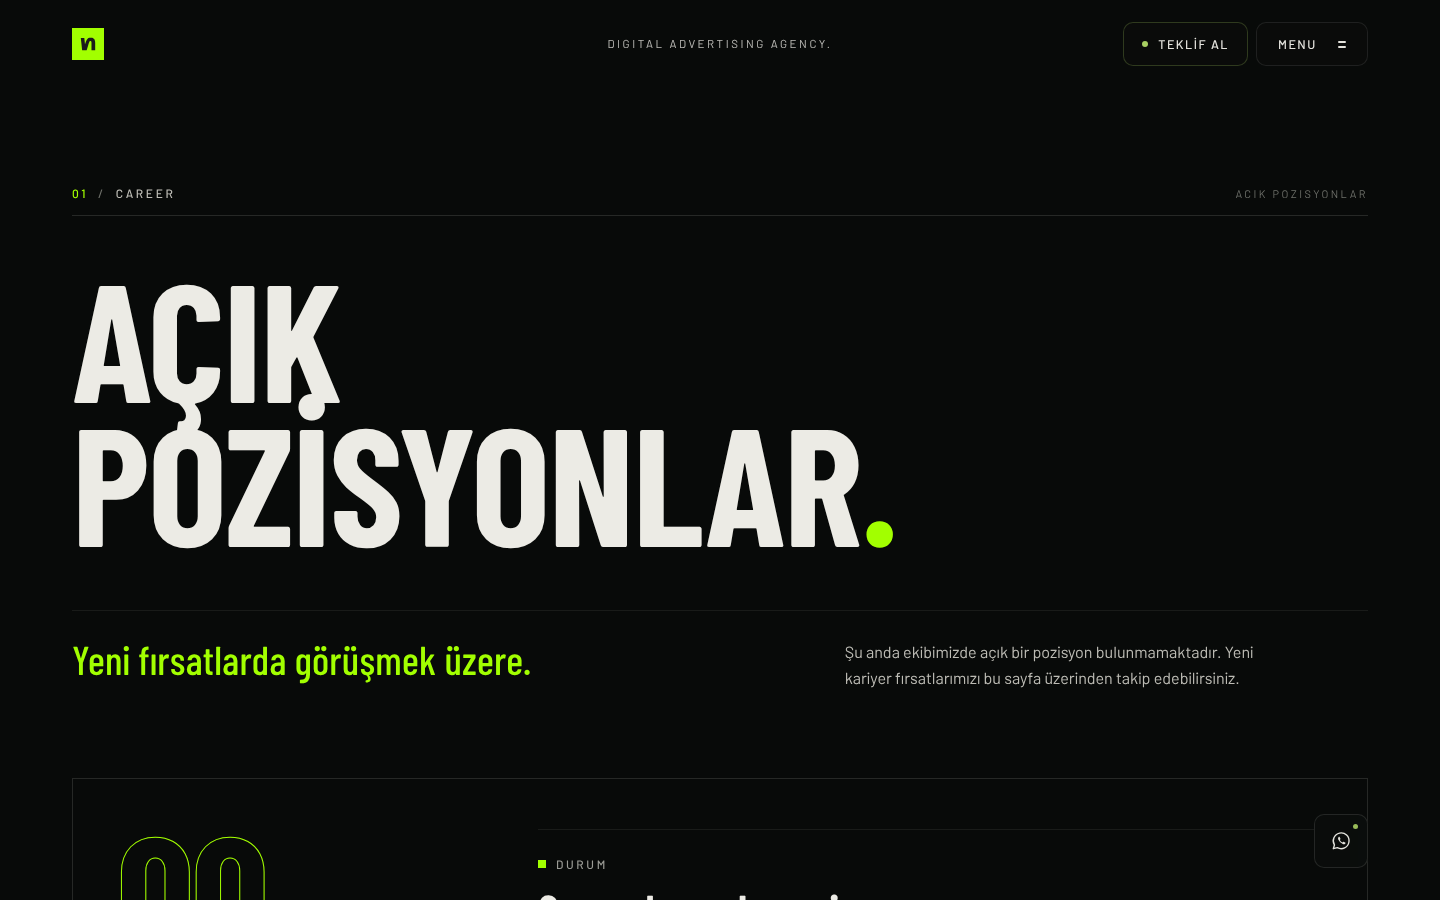 n
DIGITAL ADVERTISING AGENCY.
TEKLİF AL
MENU
01 / CAREER
ACIK POZISYONLAR
AÇIK
POZİSYONLAR.
Yeni fırsatlarda görüşmek üzere.
Şu anda ekibimizde açık bir pozisyon bulunmamaktadır. Yeni
kariyer fırsatlarımızı bu sayfa üzerinden takip edebilirsiniz.
00
DURUM